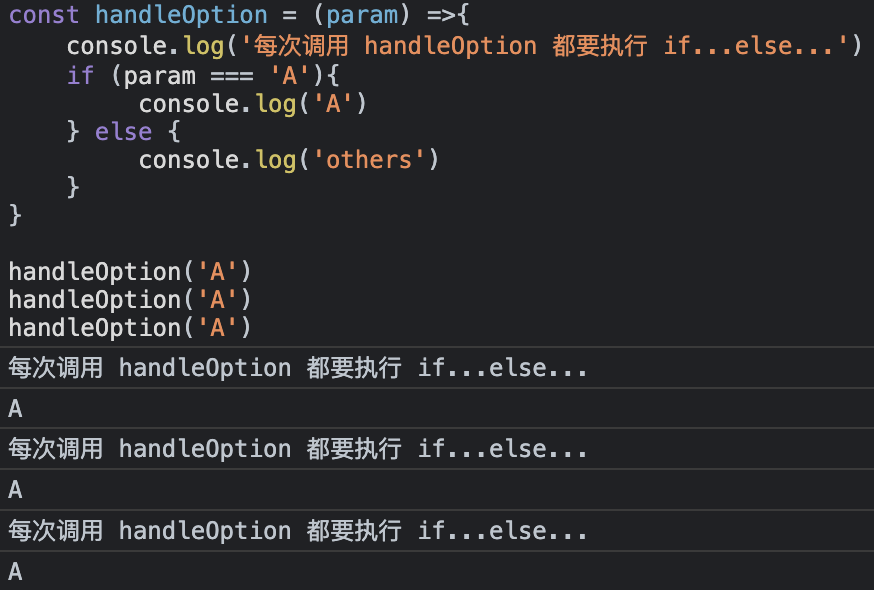 const handleOption = (param) =>{
    console.log('每次调用 handleOption 都要执行 if...else...')
    if (param === 'A'){
         console.log('A')
    } else {
         console.log('others')
    }
}

handleOption('A')
handleOption('A')
handleOption('A')
每次调用 handleOption 都要执行 if...else...
A
每次调用 handleOption 都要执行 if...else...
A
每次调用 handleOption 都要执行 if...else...
A